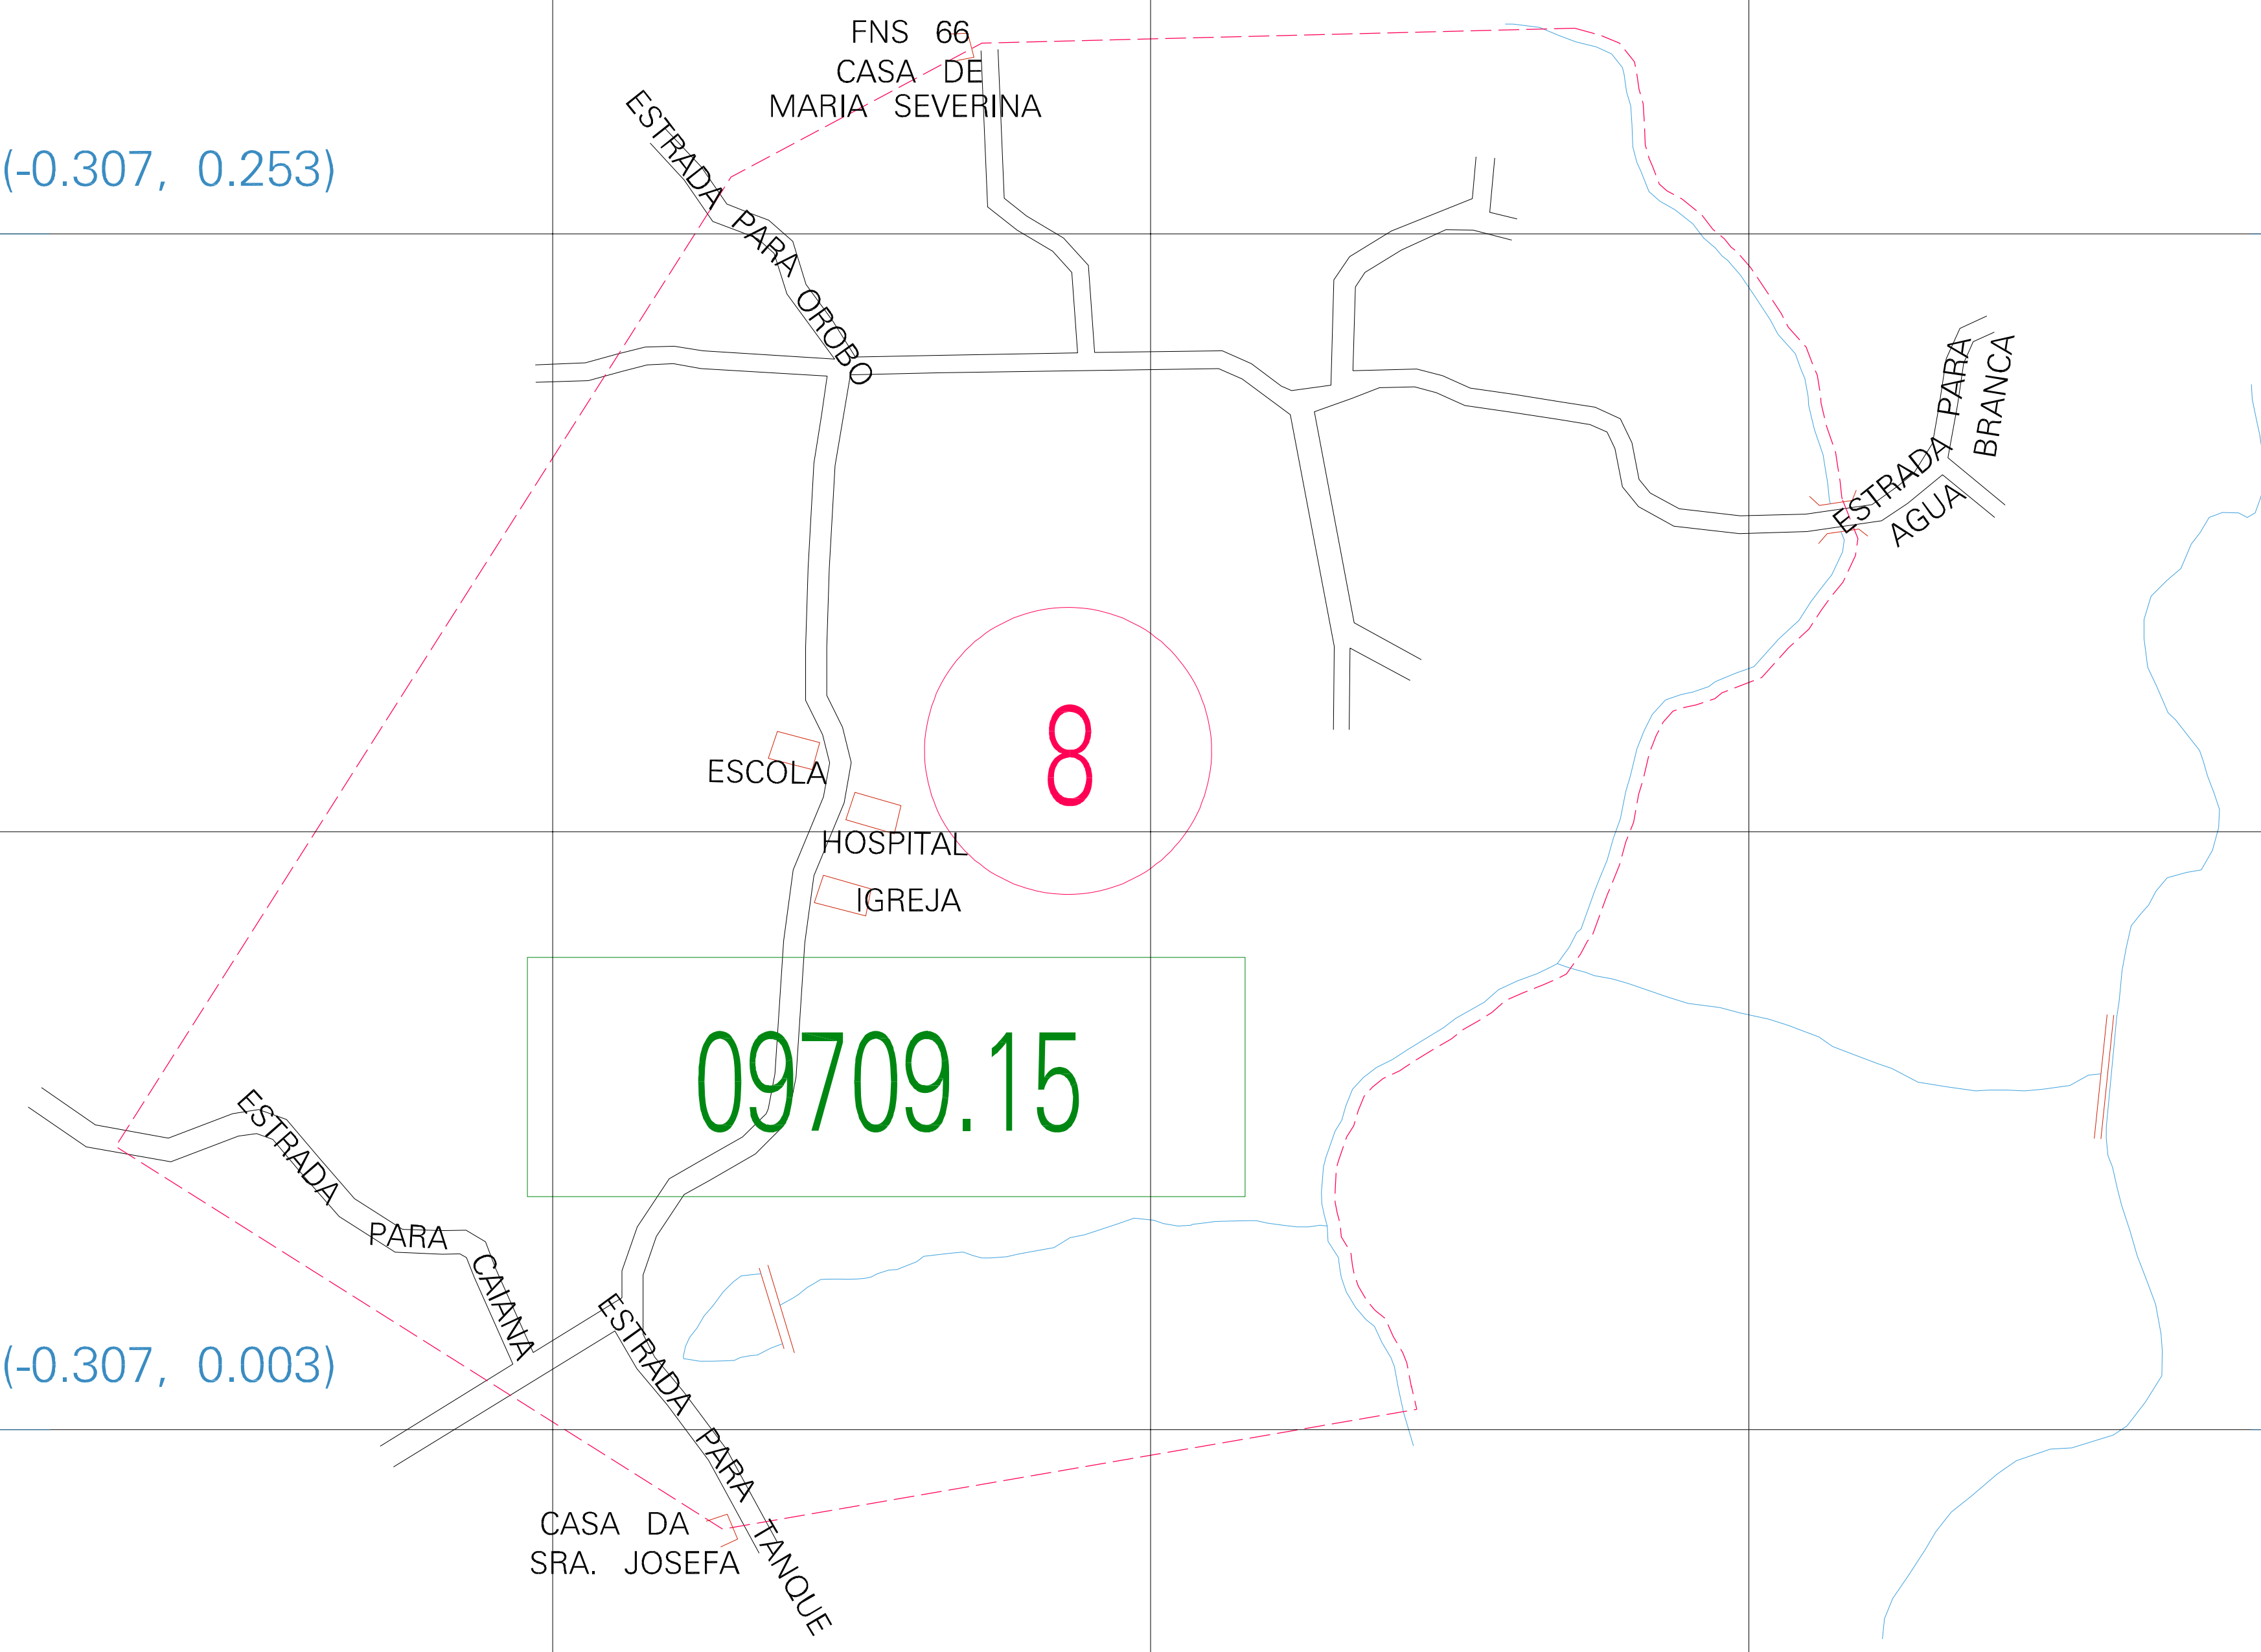 FNS 66
CASA DE
MARIA SEVERINA
(-0.307, 0.253)
ESTRADA PARA OROBO
ESTRADA PARA
AGUA BRANCA
8
ESCOLA
HOSPITAL
IGREJA
09709.15
ESTRADA PARA CAIANA
(-0.307, 0.003)
ESTRADA PARA TANQUE
CASA DA
SRA. JOSEFA